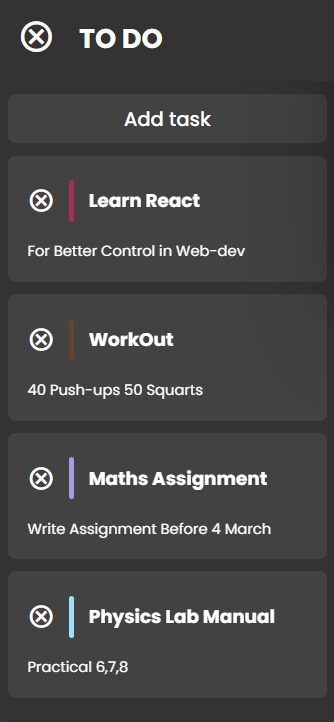 TO DO
Add task
Learn React
For Better Control in Web-dev
WorkOut
40 Push-ups 50 Squarts
Maths Assignment
Write Assignment Before 4 March
Physics Lab Manual
Practical 6,7,8